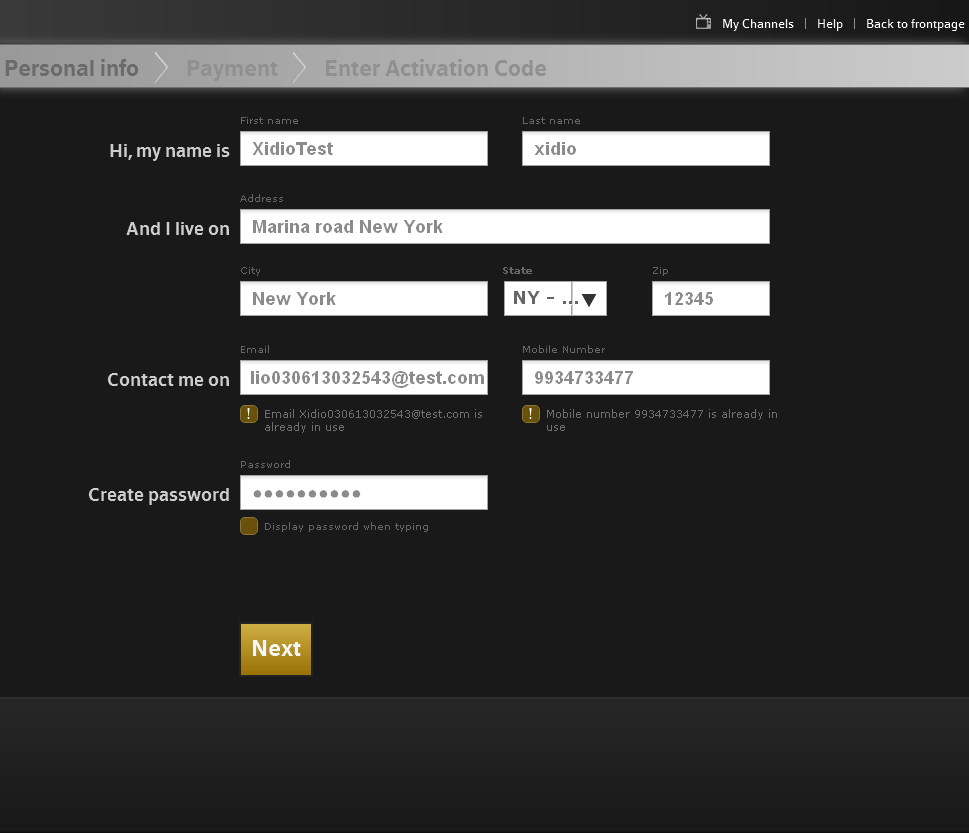 My Channels | Help | Back to frontpage
Personal info Payment Enter Activation Code
First name Last name
Hi, my name is XidioTest xidio
Address
And I live on Marina road New York
City State Zip
New York NY - ... 12345
Email Mobile Number
Contact me on lio030613032543@test.com 9934733477
! Email Xidio030613032543@test.com is
already in use
! Mobile number 9934733477 is already in
use
Password
Create password ●●●●●●●●●●
Display password when typing
Next